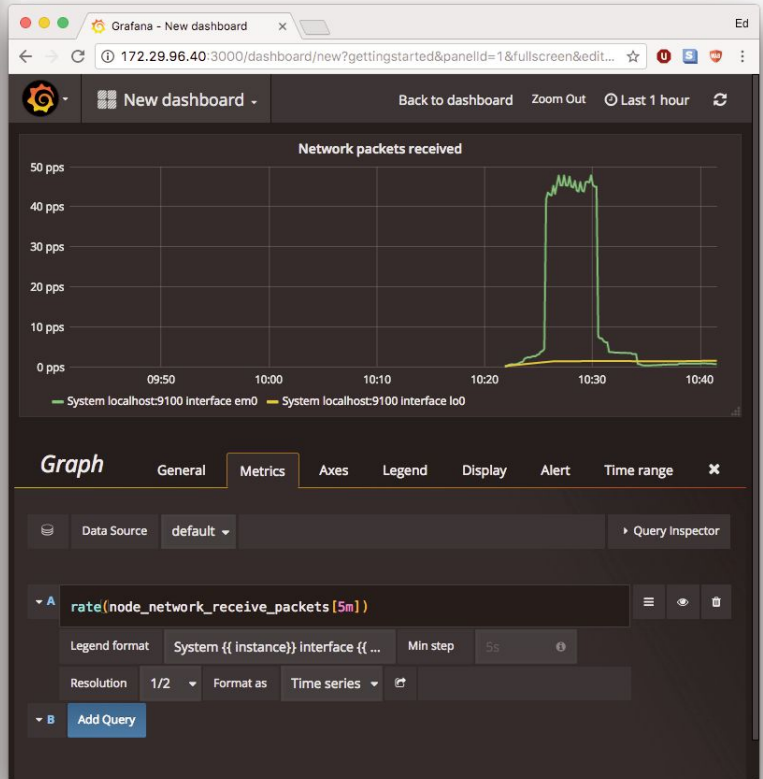 Grafana - New dashboard
Ed
172.29.96.40:3000/dashboard/new?gettingstarted&panelId=1&fullscreen&edit...
New dashboard
Back to dashboard Zoom Out Last 1 hour
Network packets received
50 pps
40 pps
30 pps
20 pps
10 pps
0 pps
09:50 10:00 10:10 10:20 10:30 10:40
System localhost:9100 interface em0 System localhost:9100 interface lo0
Graph General Metrics Axes Legend Display Alert Time range
Data Source default Query Inspector
A rate(node_network_receive_packets[5m])
Legend format System {{ instance}} interface {{ ... Min step 5s
Resolution 1/2 Format as Time series
B Add Query